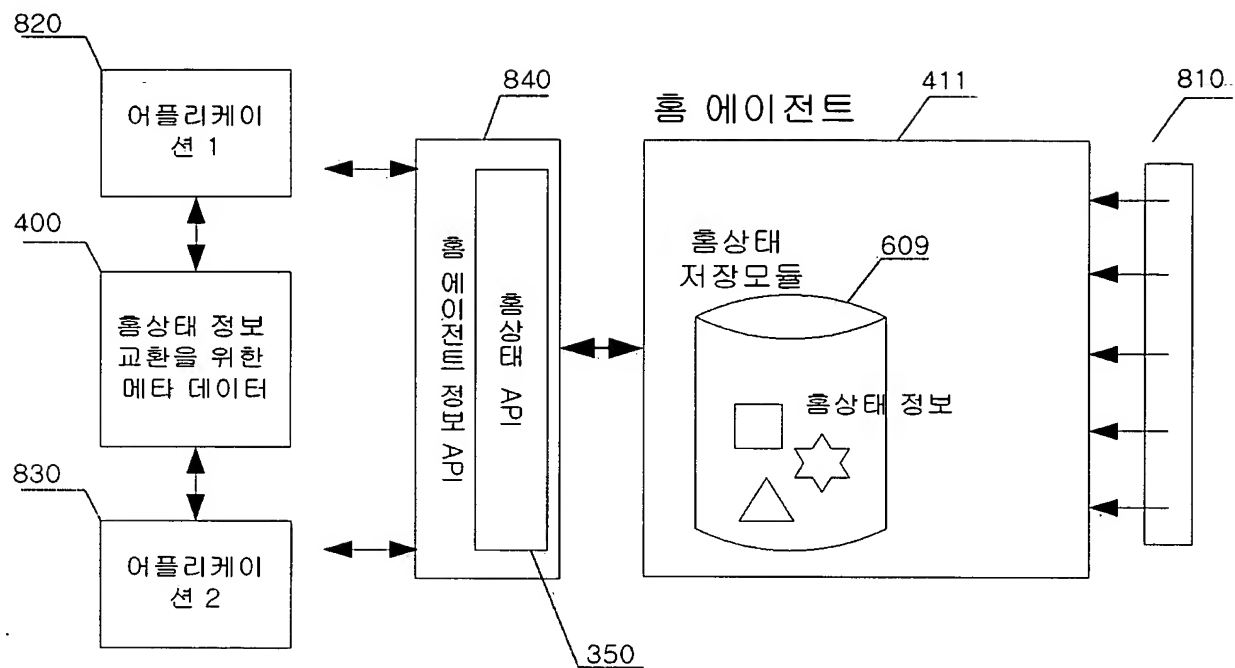 820
어플리케이
션 1
400
홈상태 정보
교환을 위한
메타 데이터
830
어플리케이
션 2
840
홈 에이전트 정보 API
홈상태 API
350
홈 에이전트
411
홈상태
저장모듈
609
홈상태 정보
810